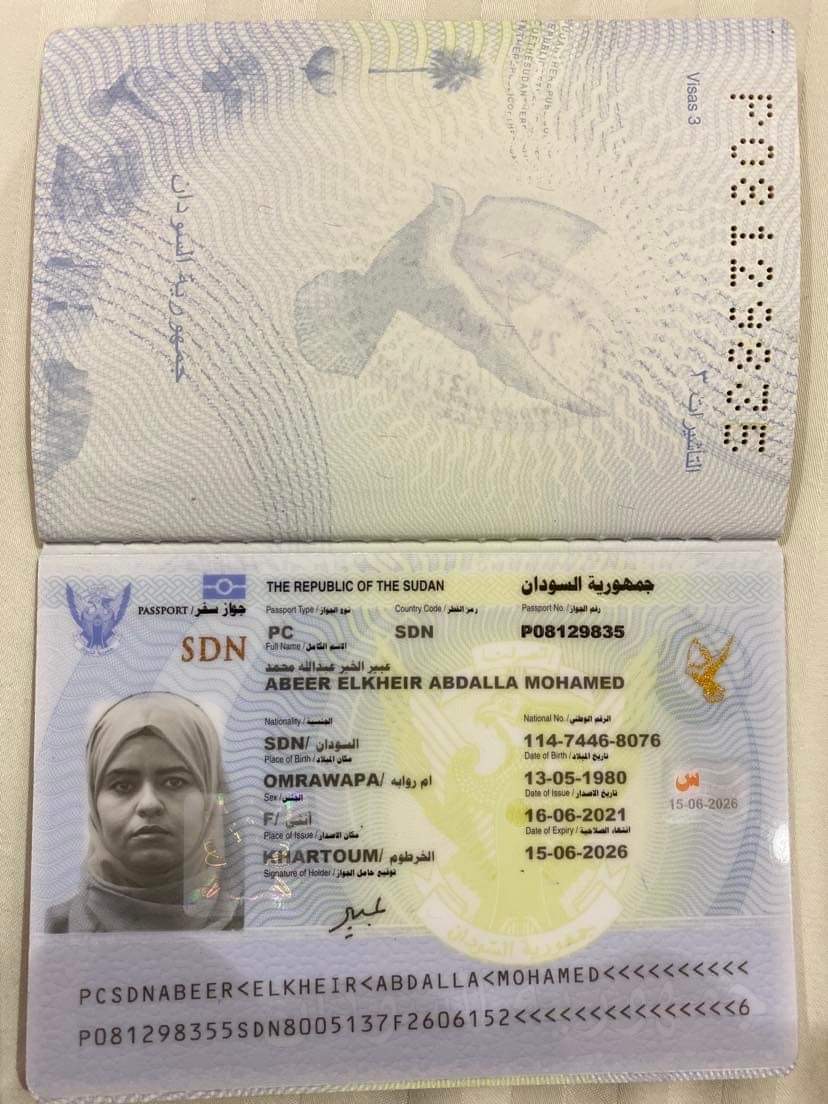 P08129835
Visas 3
التأشيرات ٣
جمهورية السودان
THE REPUBLIC OF THE SUDAN جمهورية السودان
PASSPORT / جواز سفر
Passport Type / نوع الجواز Country Code / رمز القطر Passport No. / رقم الجواز
SDN
PC SDN P08129835
Full Name / الاسم الكامل
عبير الخير عبدالله محمد
ABEER ELKHEIR ABDALLA MOHAMED
Nationality / الجنسية National No. / الرقم الوطني
SDN/ السودان 114-7446-8076
Place of Birth / مكان الميلاد Date of Birth / تاريخ الميلاد
OMRAWAPA/ ام روابه 13-05-1980
Sex / الجنس Date of Issue / تاريخ الاصدار
س
15-06-2026
F/ أنثى 16-06-2021
Place of Issue / مكان الاصدار Date of Expiry / انتهاء الصلاحية
KHARTOUM/ الخرطوم 15-06-2026
Signature of Holder / توقيع حامل الجواز
عبير
جمهورية السودان
PCSDNABEER<ELKHEIR<ABDALLA<MOHAMED<<<<<<<<<<
P081298355SDN8005137F2606152<<<<<<<<<<<<<<<6